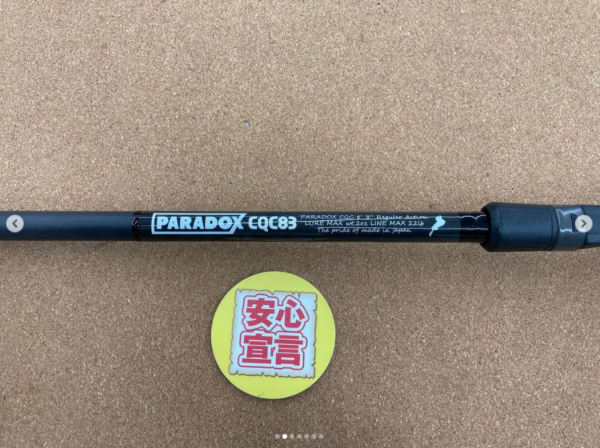 PARADOX CQC83
PARADOX CQC 8' 3" Regular Action
LURE MAX wt.2oz LINE MAX 22lb
The pride of made in Japan
安心
宣言